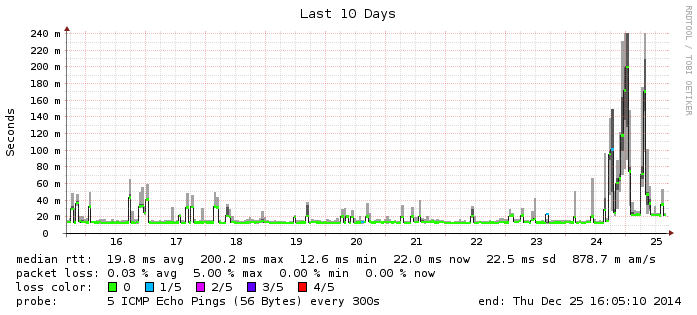 Last 10 Days
RRDTOOL / TOBI OETIKER
Seconds
240 m
220 m
200 m
180 m
160 m
140 m
120 m
100 m
80 m
60 m
40 m
20 m
0
16 17 18 19 20 21 22 23 24 25
median rtt: 19.8 ms avg 200.2 ms max 12.6 ms min 22.0 ms now 22.5 ms sd 878.7 m am/s
packet loss: 0.03 % avg 5.00 % max 0.00 % min 0.00 % now
loss color: 0 1/5 2/5 3/5 4/5
probe: 5 ICMP Echo Pings (56 Bytes) every 300s end: Thu Dec 25 16:05:10 2014